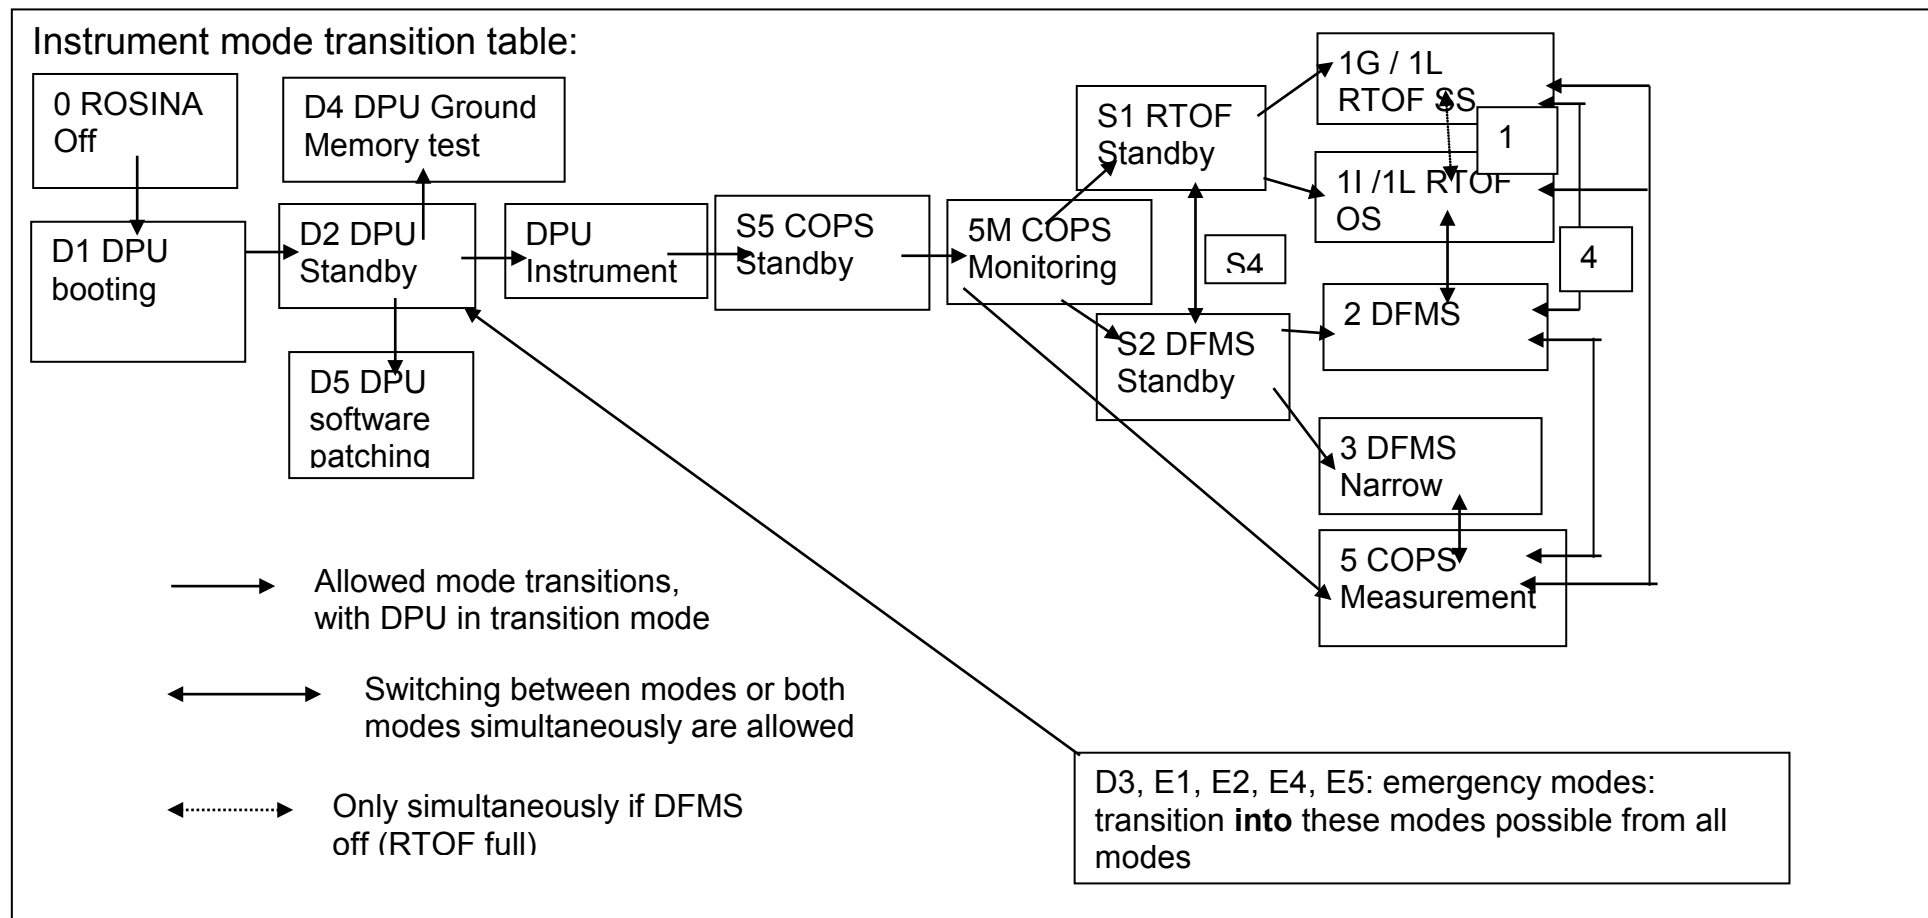 Instrument mode transition table:
0 ROSINA
Off
D4 DPU Ground
Memory test
D1 DPU
booting
D2 DPU
Standby
DPU
Instrument
S5 COPS
Standby
5M COPS
Monitoring
D5 DPU
software
patching
S1 RTOF
Standby
S4
S2 DFMS
Standby
1G / 1L
RTOF SS
1
1I /1L RTOF
OS
4
2 DFMS
3 DFMS
Narrow
5 COPS
Measurement
Allowed mode transitions,
with DPU in transition mode
Switching between modes or both
modes simultaneously are allowed
Only simultaneously if DFMS
off (RTOF full)
D3, E1, E2, E4, E5: emergency modes:
transition into these modes possible from all
modes